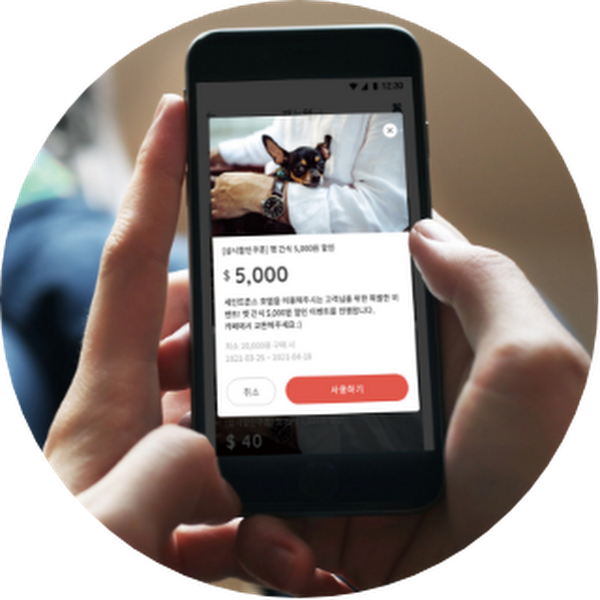 12:30
[실시할인쿠폰] 펫 간식 5,000원 할인
$ 5,000
세인트존스 호텔을 이용해주시는 고객님을 위한 특별한 이
벤트! 펫 간식 5,000원 할인 이벤트를 진행합니다.
카페에서 교환해주세요 :)
최소 20,000원 구매 시
2021-03-25 ~ 2021-04-18
취소
사용하기
$ 40